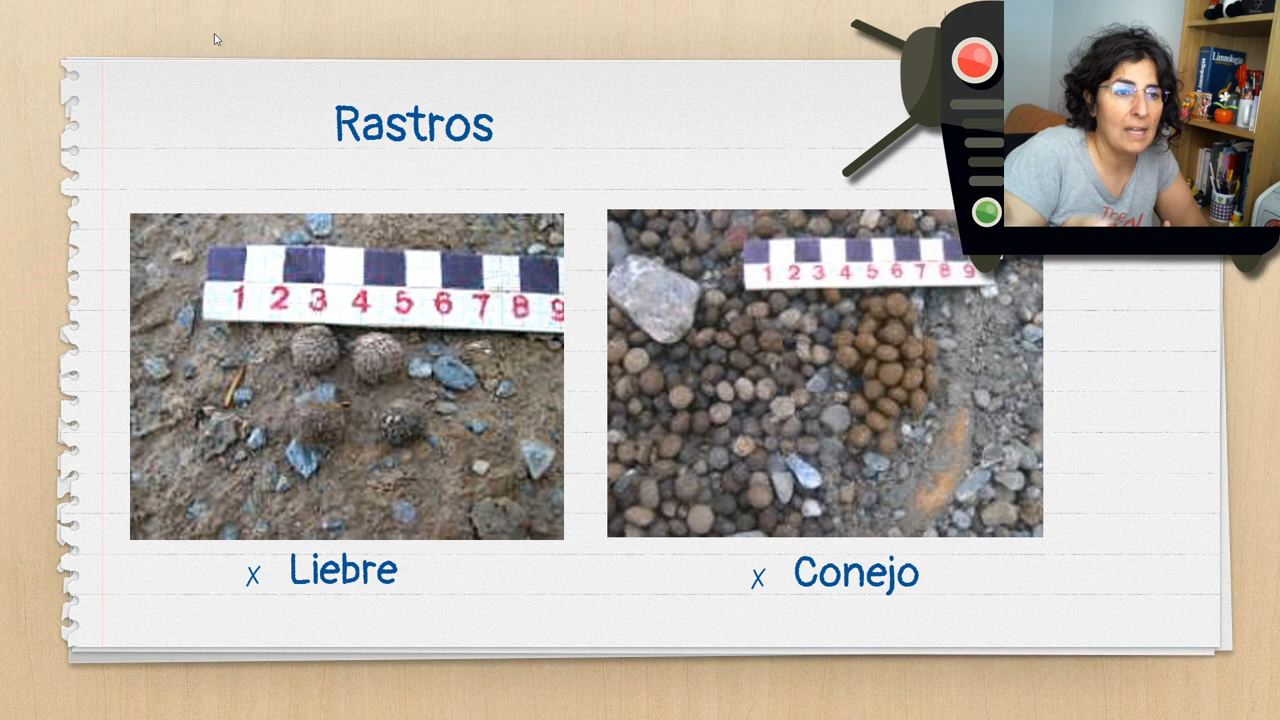 Rastros
1 2 3 4 5 6 7 8 9
1 2 3 4 5 6 7 8 9
x Liebre
x Conejo
Limnología
The